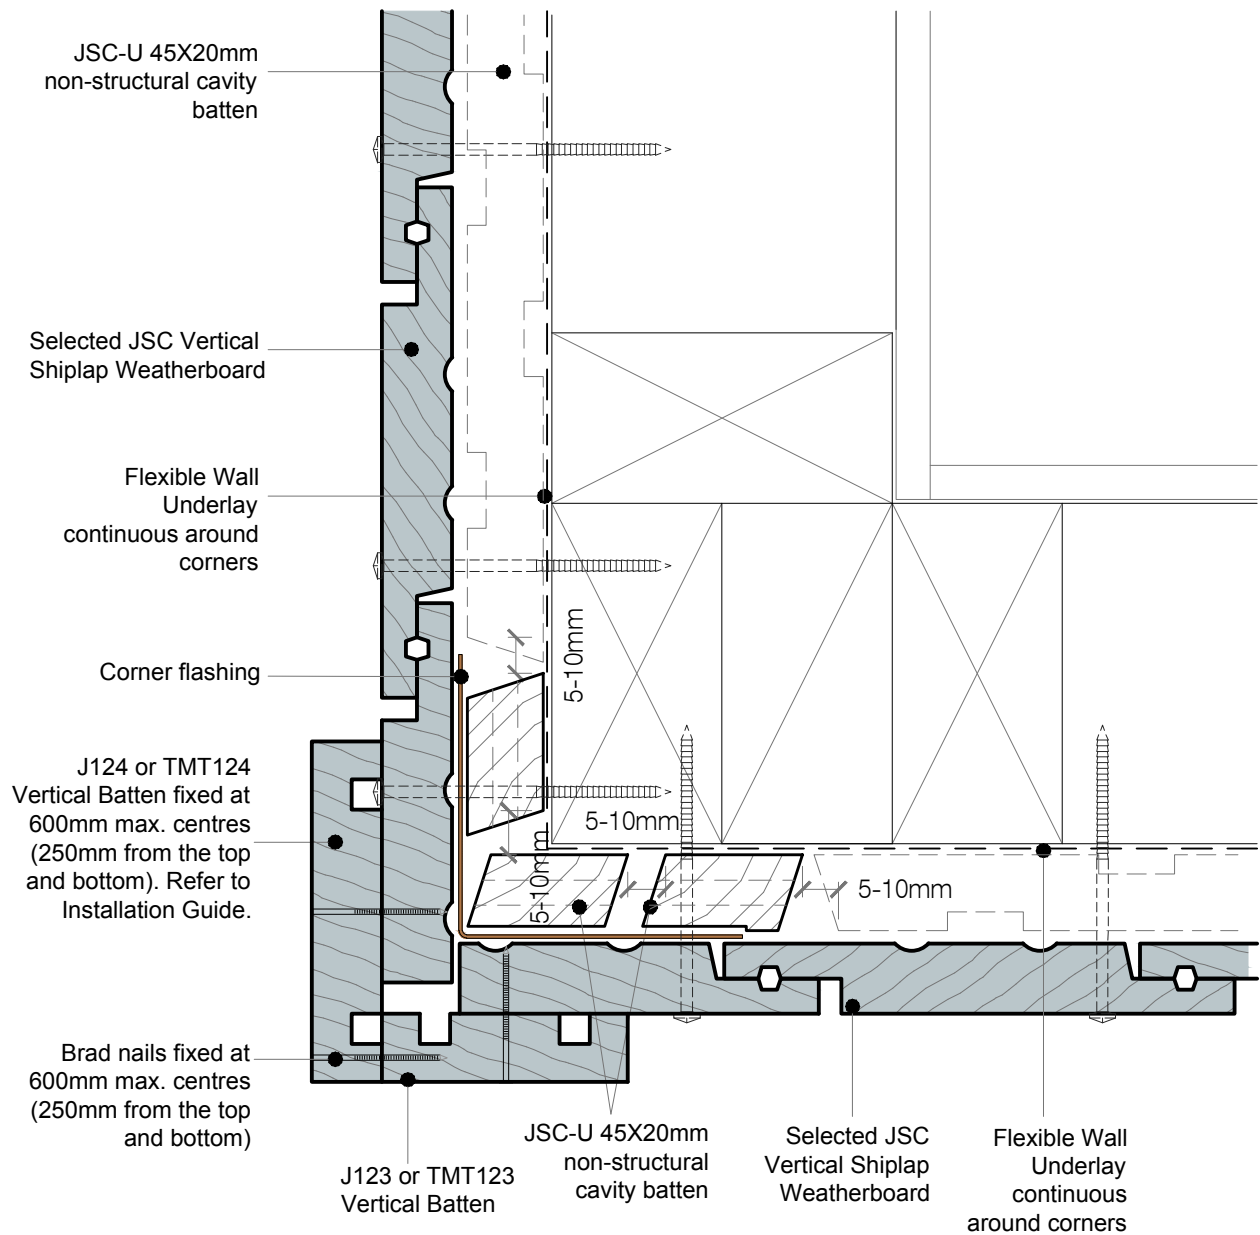 JSC-U 45X20mm
non-structural cavity
batten
Selected JSC Vertical
Shiplap Weatherboard
Flexible Wall
Underlay
continuous around
corners
Corner flashing
J124 or TMT124
Vertical Batten fixed at
600mm max. centres
(250mm from the top
and bottom). Refer to
Installation Guide.
Brad nails fixed at
600mm max. centres
(250mm from the top
and bottom)
5-10mm
5-10mm
5-10mm
5-10mm
J123 or TMT123
Vertical Batten
JSC-U 45X20mm
non-structural
cavity batten
Selected JSC
Vertical Shiplap
Weatherboard
Flexible Wall
Underlay
continuous
around corners